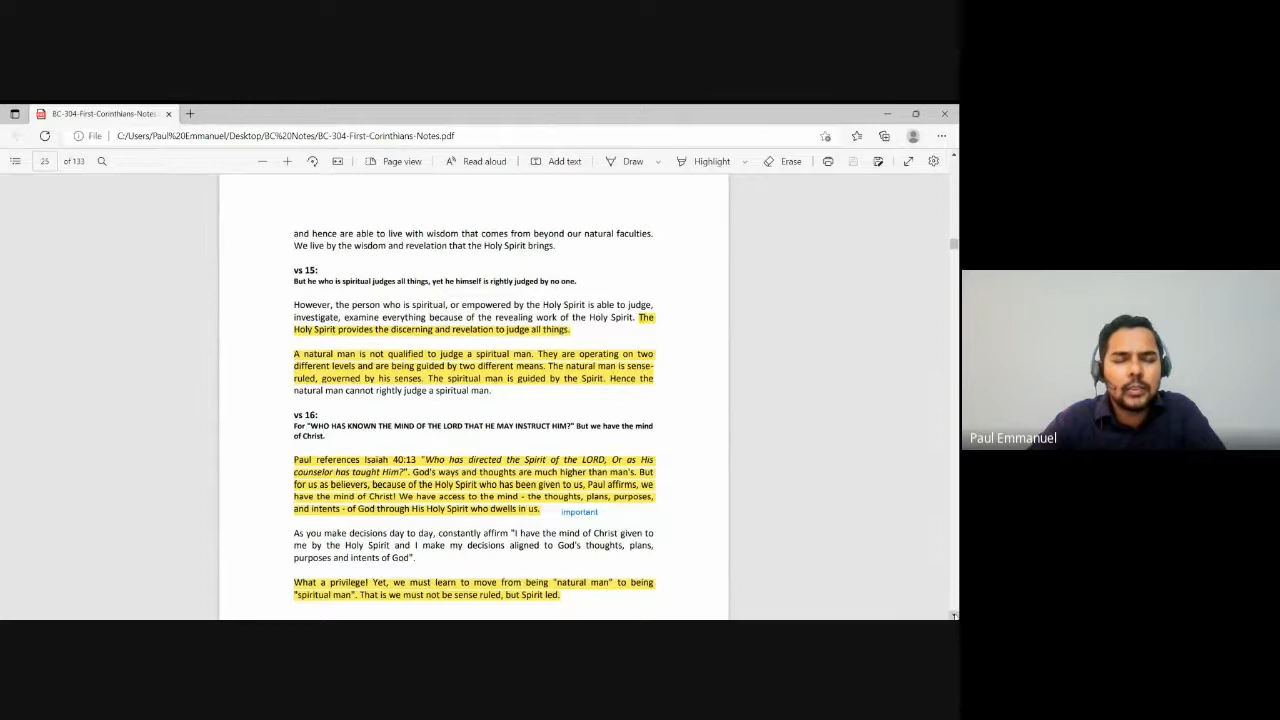 BC-304-First-Corinthians-Notes
File C:/Users/Paul%20Emmanuel/Desktop/BC%20Notes/BC-304-First-Corinthians-Notes.pdf
25 of 133 Page view Read aloud Add text Draw Highlight Erase
and hence are able to live with wisdom that comes from beyond our natural faculties.
We live by the wisdom and revelation that the Holy Spirit brings.
vs 15:
But he who is spiritual judges all things, yet he himself is rightly judged by no one.
However, the person who is spiritual, or empowered by the Holy Spirit is able to judge,
investigate, examine everything because of the revealing work of the Holy Spirit. The
Holy Spirit provides the discerning and revelation to judge all things.
A natural man is not qualified to judge a spiritual man. They are operating on two
different levels and are being guided by two different means. The natural man is sense-
ruled, governed by his senses. The spiritual man is guided by the Spirit. Hence the
natural man cannot rightly judge a spiritual man.
vs 16:
For "WHO HAS KNOWN THE MIND OF THE LORD THAT HE MAY INSTRUCT HIM?" But we have the mind
of Christ.
Paul references Isaiah 40:13 "Who has directed the Spirit of the LORD, Or as His
counselor has taught Him?". God's ways and thoughts are much higher than man's. But
for us as believers, because of the Holy Spirit who has been given to us, Paul affirms, we
have the mind of Christ! We have access to the mind - the thoughts, plans, purposes,
and intents - of God through His Holy Spirit who dwells in us.
important
As you make decisions day to day, constantly affirm "I have the mind of Christ given to
me by the Holy Spirit and I make my decisions aligned to God's thoughts, plans,
purposes and intents of God".
What a privilege! Yet, we must learn to move from being "natural man" to being
"spiritual man". That is we must not be sense ruled, but Spirit led.
Paul Emmanuel